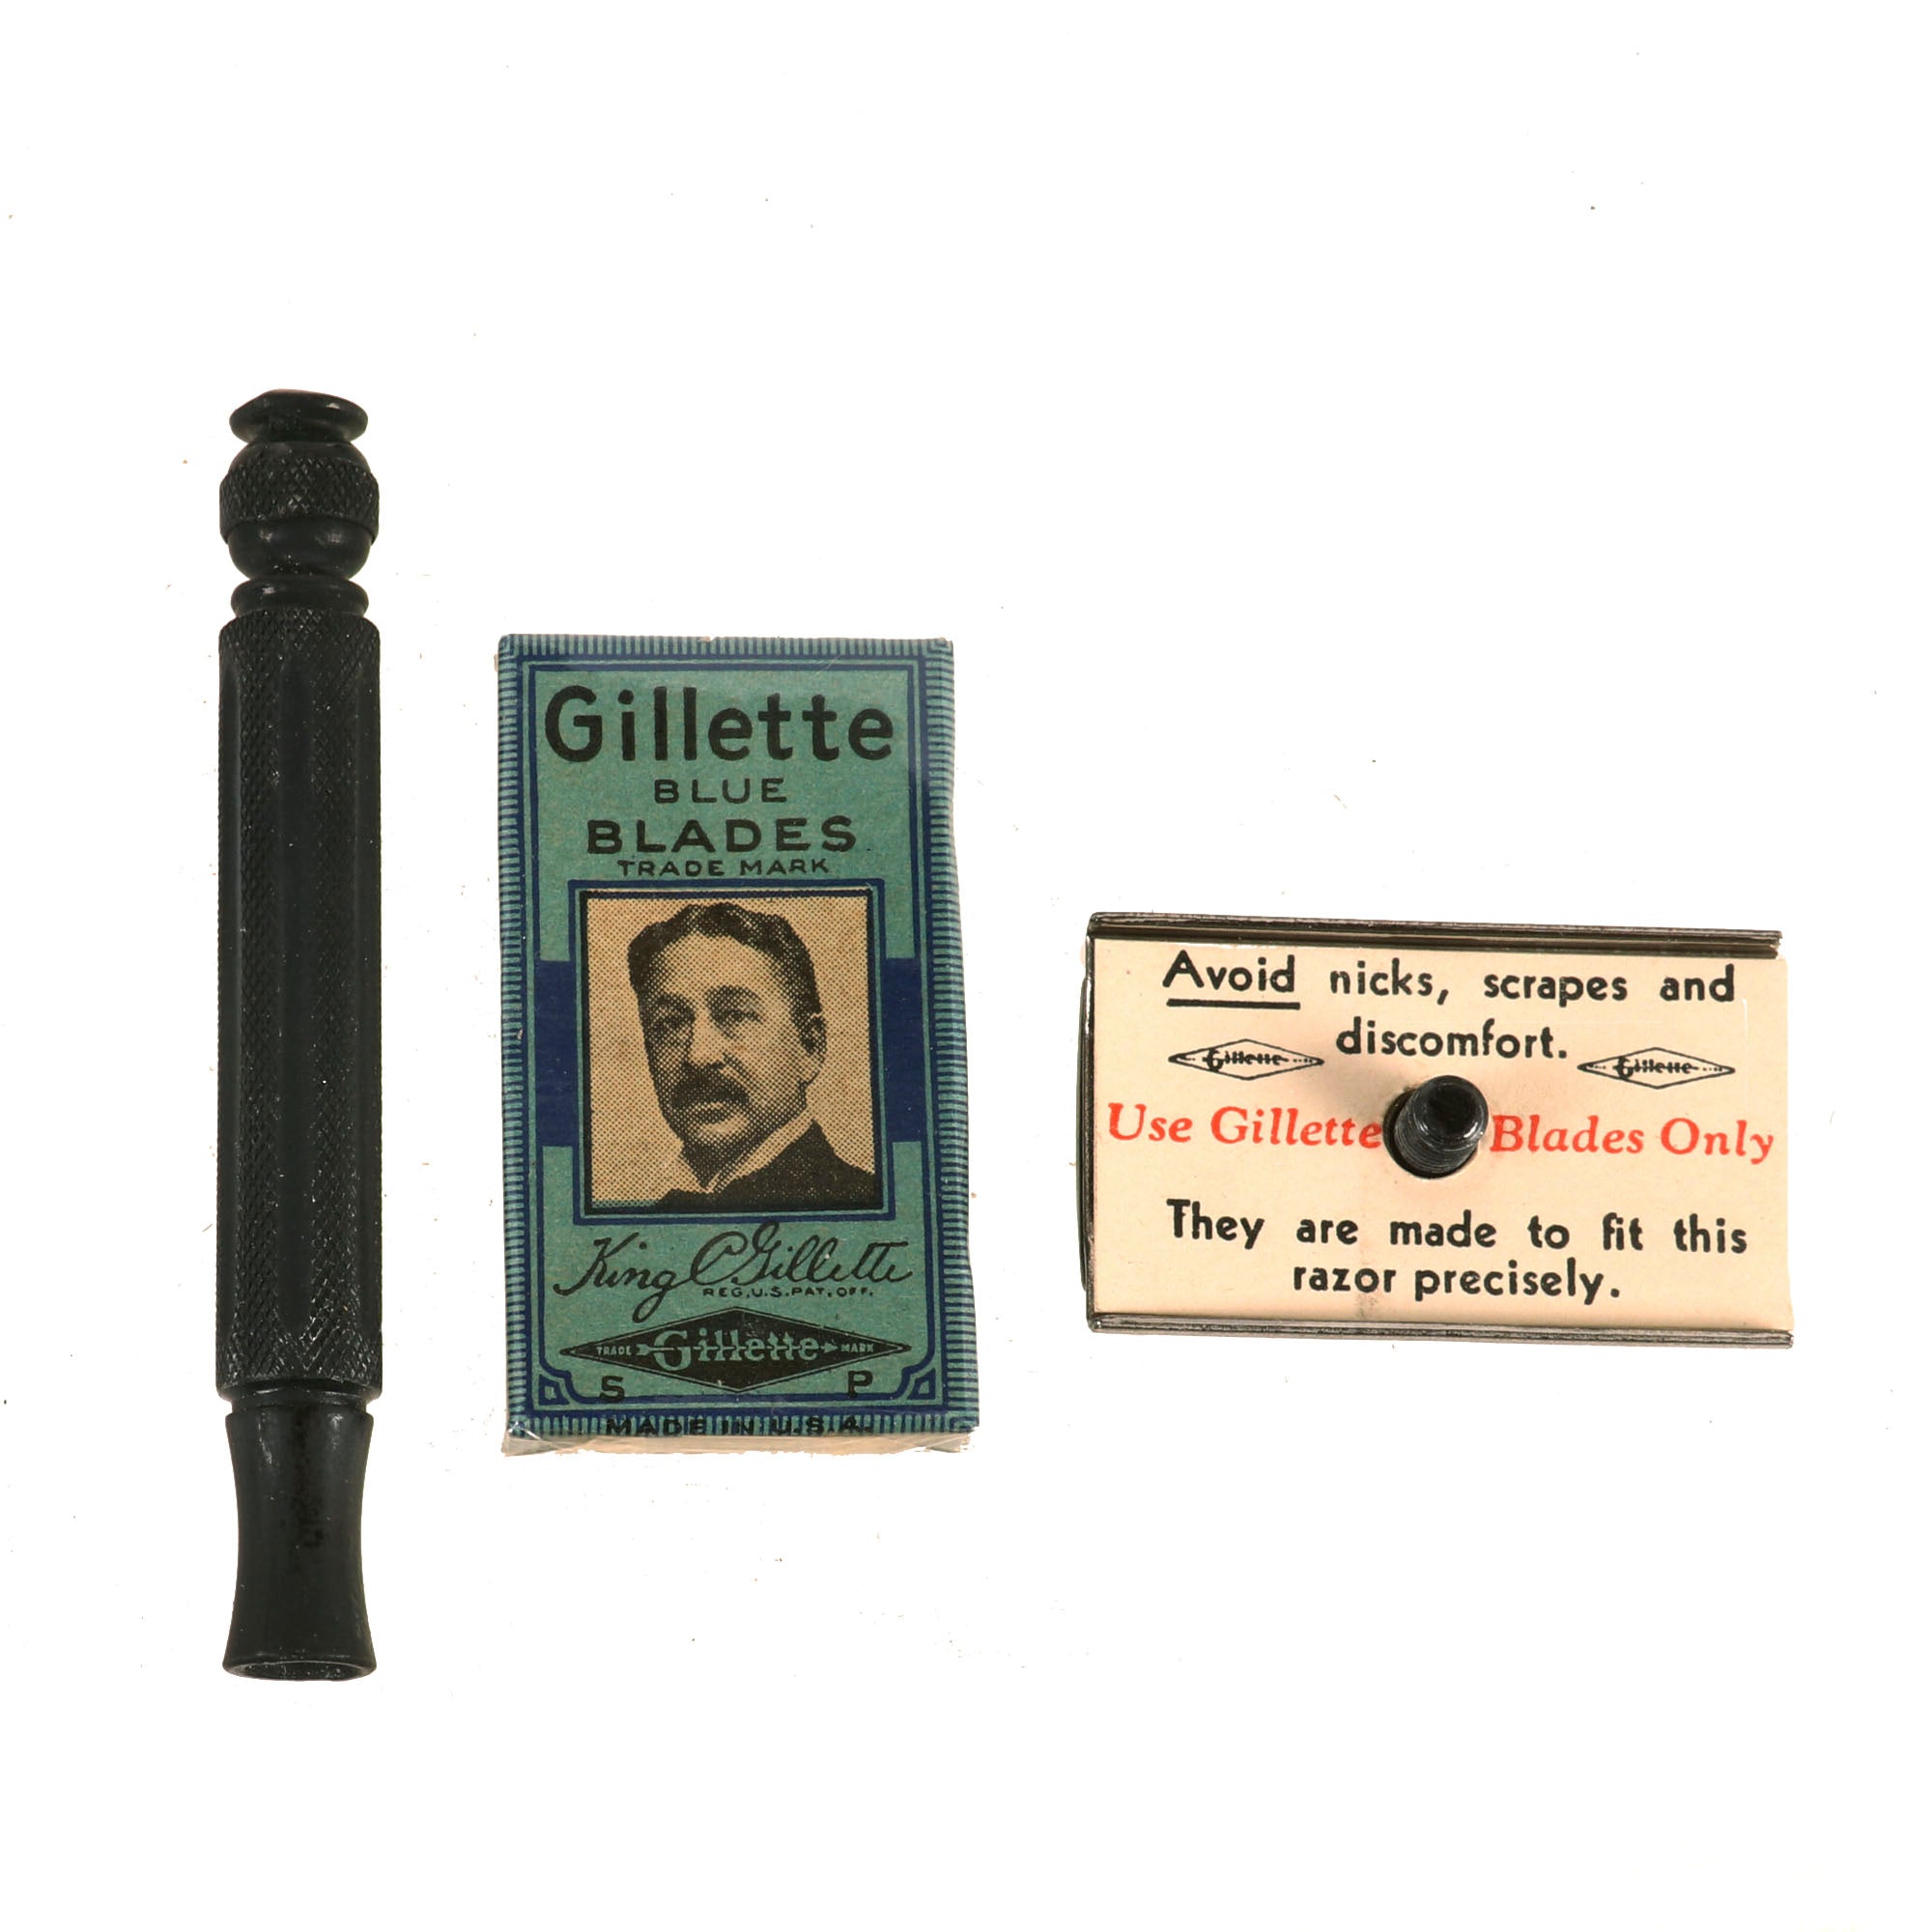 Gillette
BLUE
BLADES
TRADE MARK
King C Gillette
REG. U.S. PAT. OFF.
TRADE Gillette MARK
S P
MADE IN U.S.A.
Avoid nicks, scrapes and
discomfort.
Gillette Gillette
Use Gillette Blades Only
They are made to fit this
razor precisely.